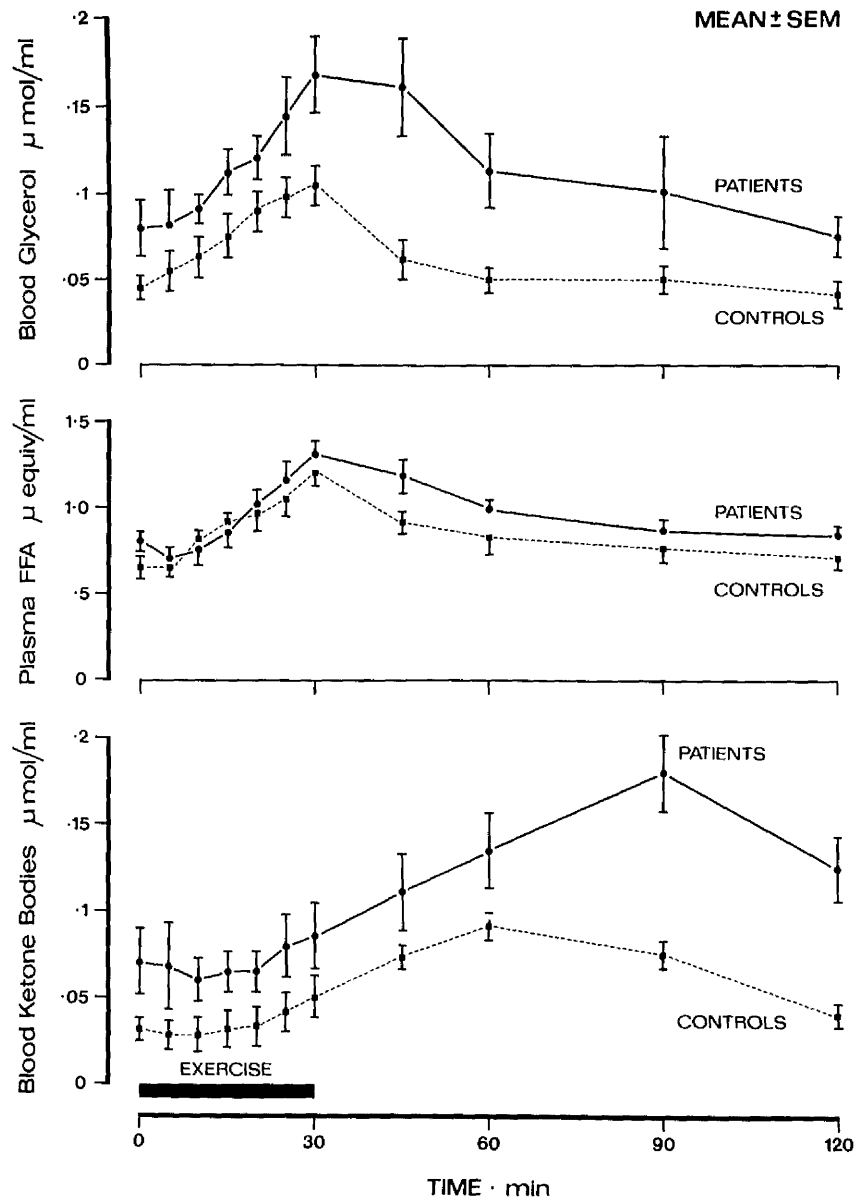 MEAN ± SEM
Blood Glycerol μ mol/ml
·2
·15
·1
·05
0
PATIENTS
CONTROLS
Plasma FFA μ equiv/ml
1·5
1·0
·5
0
PATIENTS
CONTROLS
Blood Ketone Bodies μ mol/ml
·2
·15
·1
·05
0
PATIENTS
CONTROLS
EXERCISE
0 30 60 90 120
TIME · min